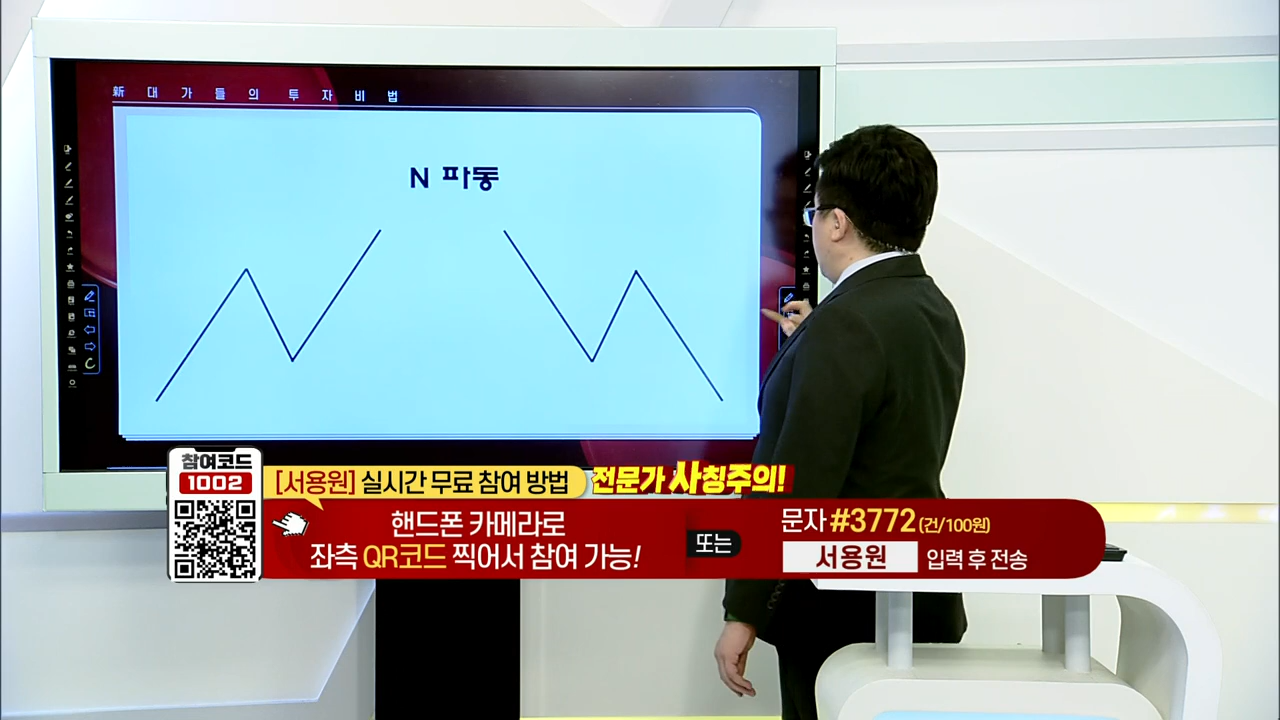 新 대 가 들 의 투 자 비 법
N 파동
참여코드
1002
[서용원] 실시간 무료 참여 방법
전문가 사칭주의!
핸드폰 카메라로
좌측 QR코드 찍어서 참여 가능!
또는
문자 #3772 (건/100원)
서용원 입력 후 전송